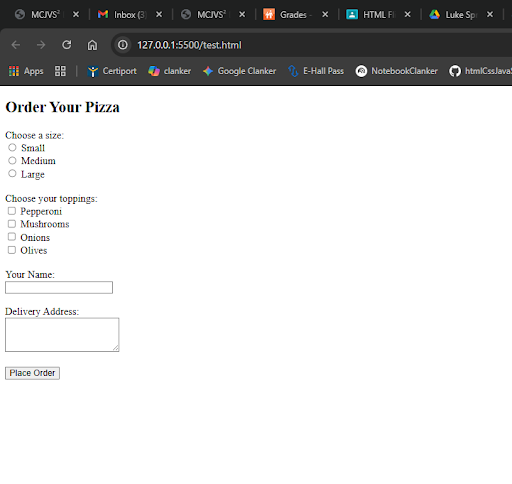 MCJVS²
Inbox (3)
MCJVS²
Grades -
HTML F
Luke Sp
127.0.0.1:5500/test.html
Apps
Certiport
clanker
Google Clanker
E-Hall Pass
NotebookClanker
htmlCssJavaS
Order Your Pizza
Choose a size:
Small
Medium
Large
Choose your toppings:
Pepperoni
Mushrooms
Onions
Olives
Your Name:
Delivery Address:
Place Order